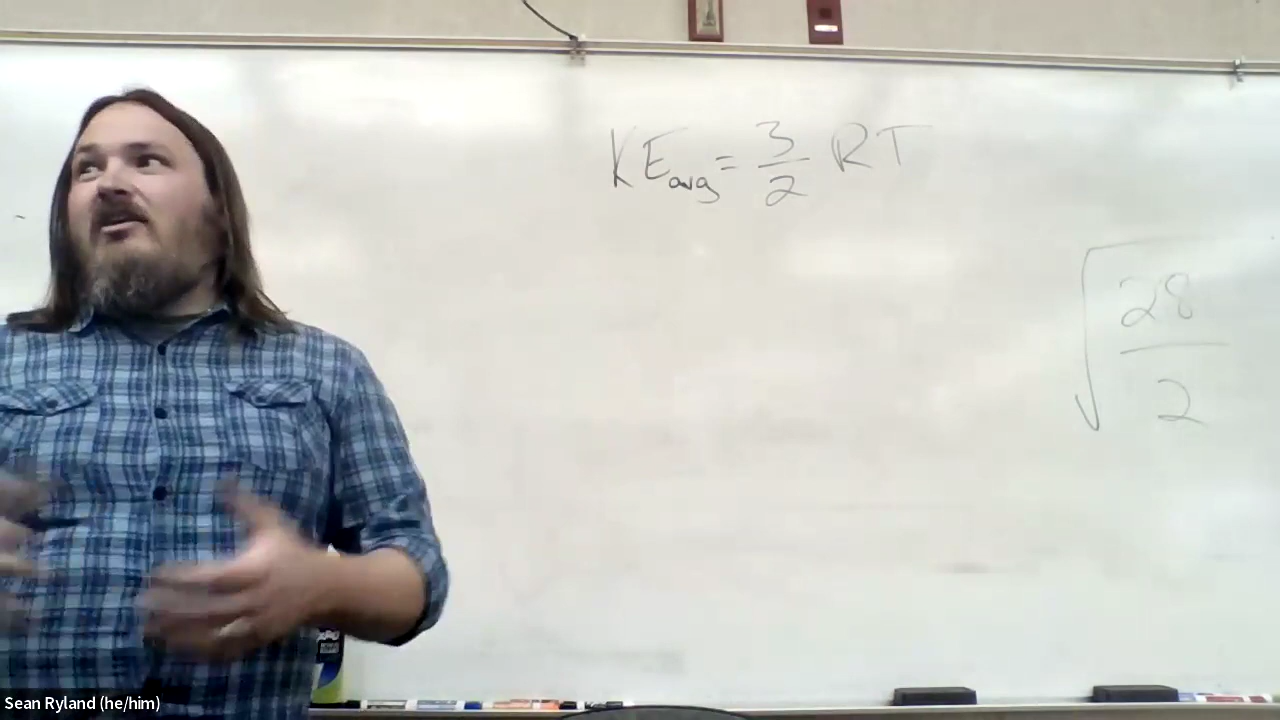 KEavg = 3/2 RT
√28/2
Sean Ryland (he/him)